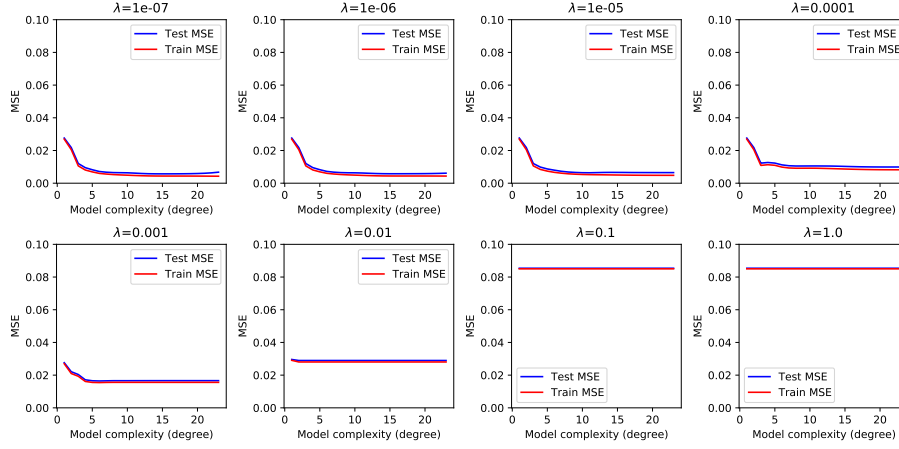 λ=1e-07
0.10
0.08
0.06
0.04
0.02
0.00
MSE
Test MSE
Train MSE
0 5 10 15 20
Model complexity (degree)
λ=1e-06
0.10
0.08
0.06
0.04
0.02
0.00
MSE
Test MSE
Train MSE
0 5 10 15 20
Model complexity (degree)
λ=1e-05
0.10
0.08
0.06
0.04
0.02
0.00
MSE
Test MSE
Train MSE
0 5 10 15 20
Model complexity (degree)
λ=0.0001
0.10
0.08
0.06
0.04
0.02
0.00
MSE
Test MSE
Train MSE
0 5 10 15 20
Model complexity (degree)
λ=0.001
0.10
0.08
0.06
0.04
0.02
0.00
MSE
Test MSE
Train MSE
0 5 10 15 20
Model complexity (degree)
λ=0.01
0.10
0.08
0.06
0.04
0.02
0.00
MSE
Test MSE
Train MSE
0 5 10 15 20
Model complexity (degree)
λ=0.1
0.10
0.08
0.06
0.04
0.02
0.00
MSE
Test MSE
Train MSE
0 5 10 15 20
Model complexity (degree)
λ=1.0
0.10
0.08
0.06
0.04
0.02
0.00
MSE
Test MSE
Train MSE
0 5 10 15 20
Model complexity (degree)